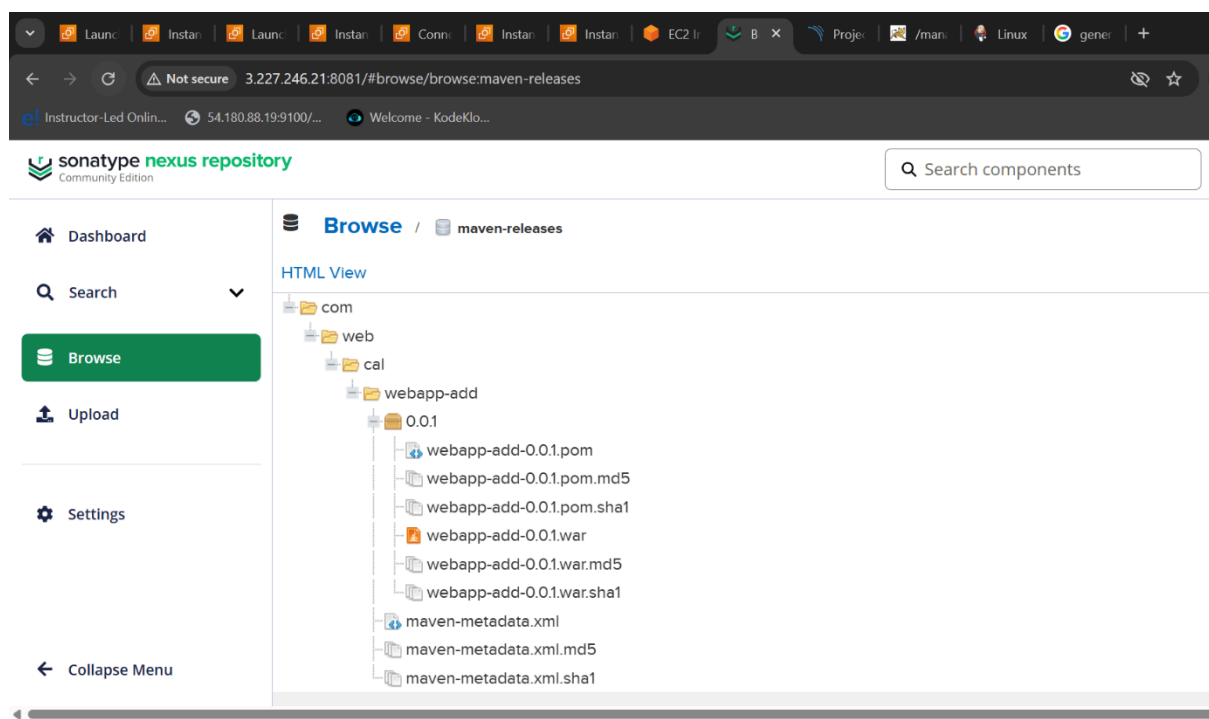 Launc Instan Launc Instan Conne Instan Instan EC2 Ir B Projec /mana Linux gener
Not secure 3.227.246.21:8081/#browse/browse:maven-releases
e! Instructor-Led Onlin... 54.180.88.19:9100/... Welcome - KodeKlo...
sonatype nexus repository
Community Edition
Search components
Dashboard
Search
Browse
Upload
Settings
Collapse Menu
Browse / maven-releases
HTML View
com
web
cal
webapp-add
0.0.1
webapp-add-0.0.1.pom
webapp-add-0.0.1.pom.md5
webapp-add-0.0.1.pom.sha1
webapp-add-0.0.1.war
webapp-add-0.0.1.war.md5
webapp-add-0.0.1.war.sha1
maven-metadata.xml
maven-metadata.xml.md5
maven-metadata.xml.sha1